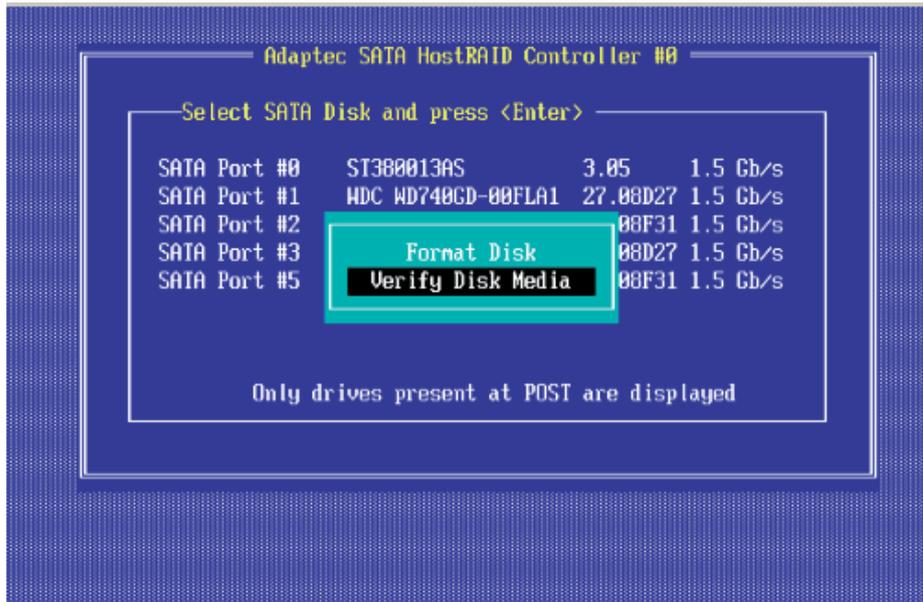 Adaptec SATA HostRAID Controller #0
Select SATA Disk and press <Enter>
SATA Port #0 ST380013AS 3.05 1.5 Gb/s
SATA Port #1 WDC WD740GD-00FLA1 27.08D27 1.5 Gb/s
SATA Port #2 08F31 1.5 Gb/s
SATA Port #3 Format Disk 08D27 1.5 Gb/s
SATA Port #5 Verify Disk Media 08F31 1.5 Gb/s
Only drives present at POST are displayed